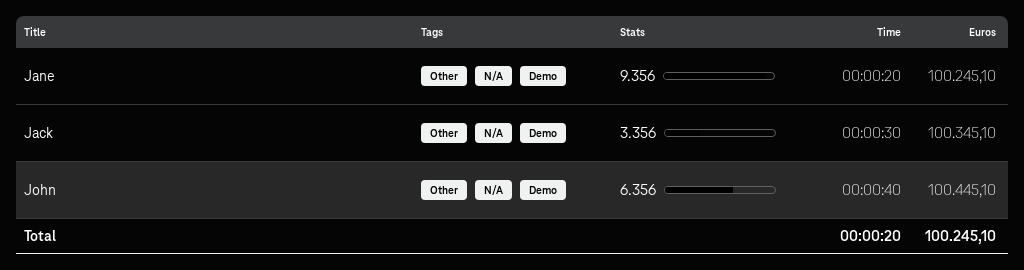 Title Tags Stats Time Euros
Jane Other N/A Demo 9.356 00:00:20 100.245,10
Jack Other N/A Demo 3.356 00:00:30 100.345,10
John Other N/A Demo 6.356 00:00:40 100.445,10
Total 00:00:20 100.245,10